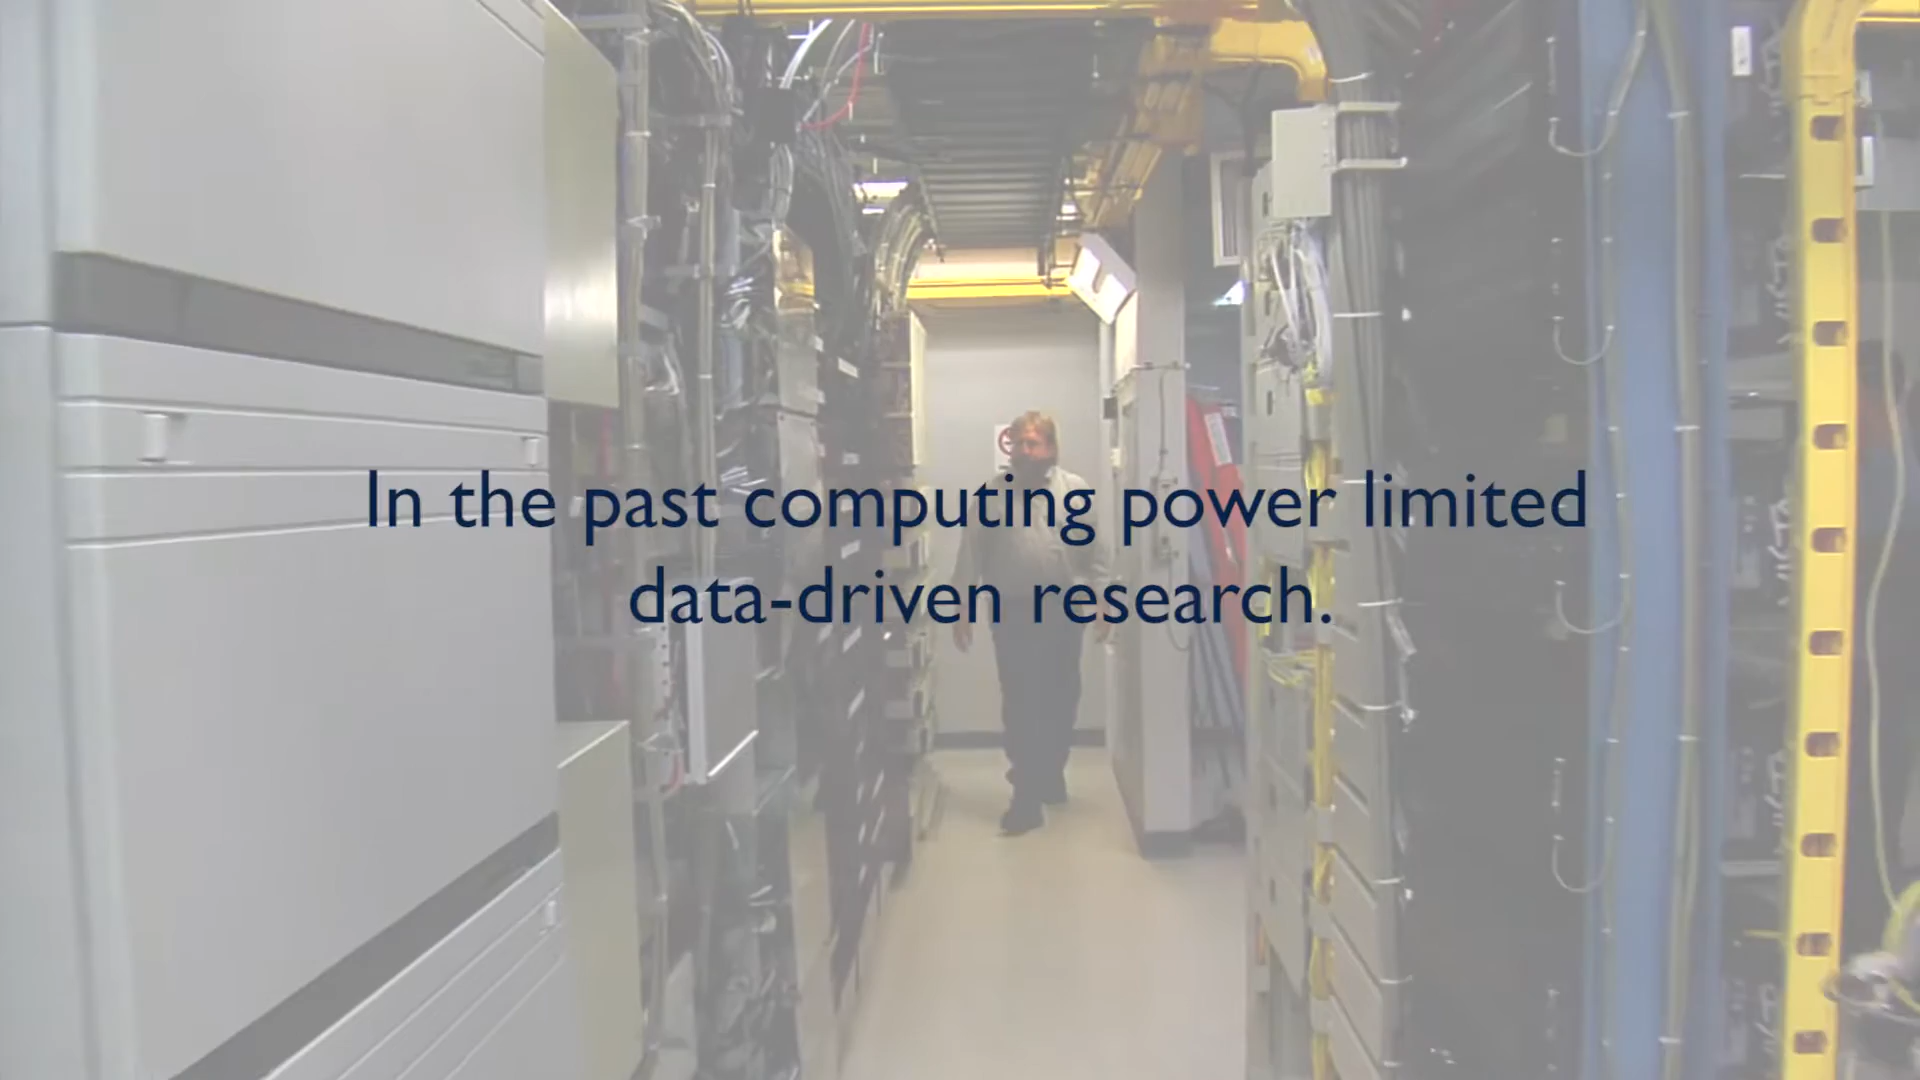 In the past computing power limited
data-driven research.